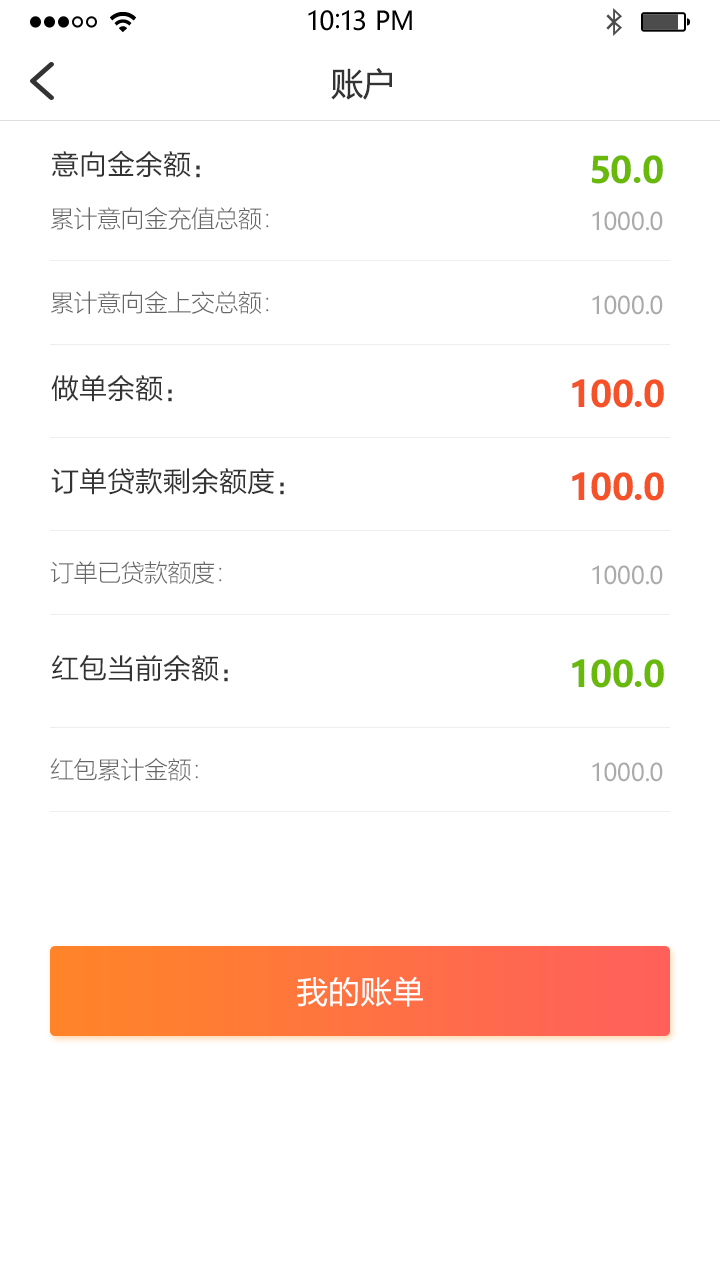 10:13 PM
账户
意向金余额： 50.0
累计意向金充值总额： 1000.0
累计意向金上交总额： 1000.0
做单余额： 100.0
订单贷款剩余额度： 100.0
订单已贷款额度： 1000.0
红包当前余额： 100.0
红包累计金额： 1000.0
我的账单